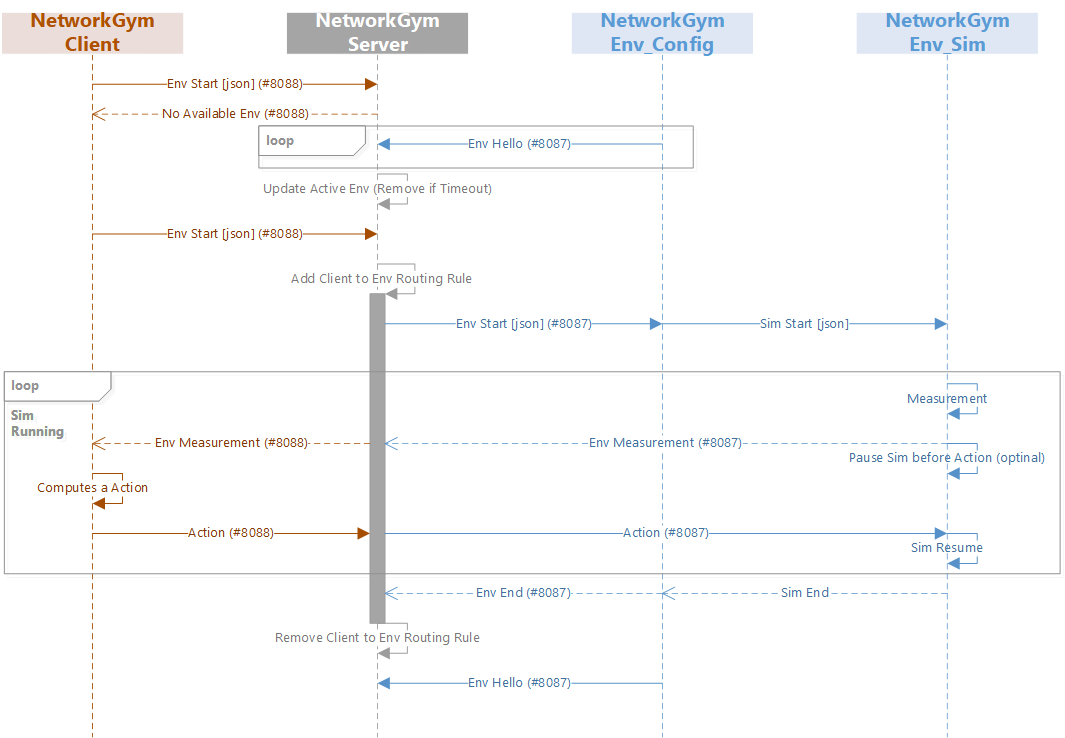 NetworkGym
Client
NetworkGym
Server
NetworkGym
Env_Config
NetworkGym
Env_Sim
Env Start [json] (#8088)
No Available Env (#8088)
loop
Env Hello (#8087)
Update Active Env (Remove if Timeout)
Env Start [json] (#8088)
Add Client to Env Routing Rule
Env Start [json] (#8087)
Sim Start [json]
loop
Sim
Running
Measurement
Env Measurement (#8088)
Env Measurement (#8087)
Pause Sim before Action (optinal)
Computes a Action
Action (#8088)
Action (#8087)
Sim Resume
Env End (#8087)
Sim End
Remove Client to Env Routing Rule
Env Hello (#8087)